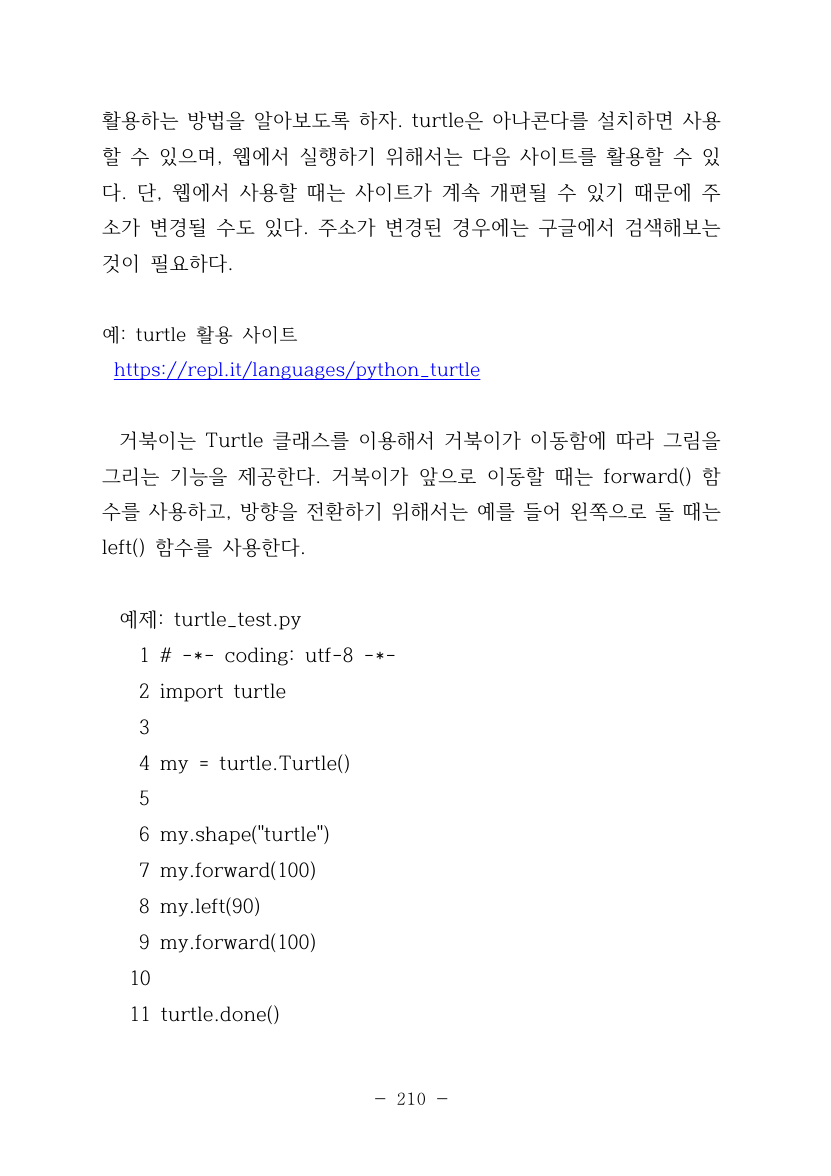 활용하는 방법을 알아보도록 하자. turtle은 아나콘다를 설치하면 사용
할 수 있으며, 웹에서 실행하기 위해서는 다음 사이트를 활용할 수 있
다. 단, 웹에서 사용할 때는 사이트가 계속 개편될 수 있기 때문에 주
소가 변경될 수도 있다. 주소가 변경된 경우에는 구글에서 검색해보는
것이 필요하다.
예: turtle 활용 사이트
https://repl.it/languages/python_turtle
거북이는 Turtle 클래스를 이용해서 거북이가 이동함에 따라 그림을
그리는 기능을 제공한다. 거북이가 앞으로 이동할 때는 forward() 함
수를 사용하고, 방향을 전환하기 위해서는 예를 들어 왼쪽으로 돌 때는
left() 함수를 사용한다.
예제: turtle_test.py
1 # -*- coding: utf-8 -*-
2 import turtle
3
4 my = turtle.Turtle()
5
6 my.shape("turtle")
7 my.forward(100)
8 my.left(90)
9 my.forward(100)
10
11 turtle.done()
- 210 -